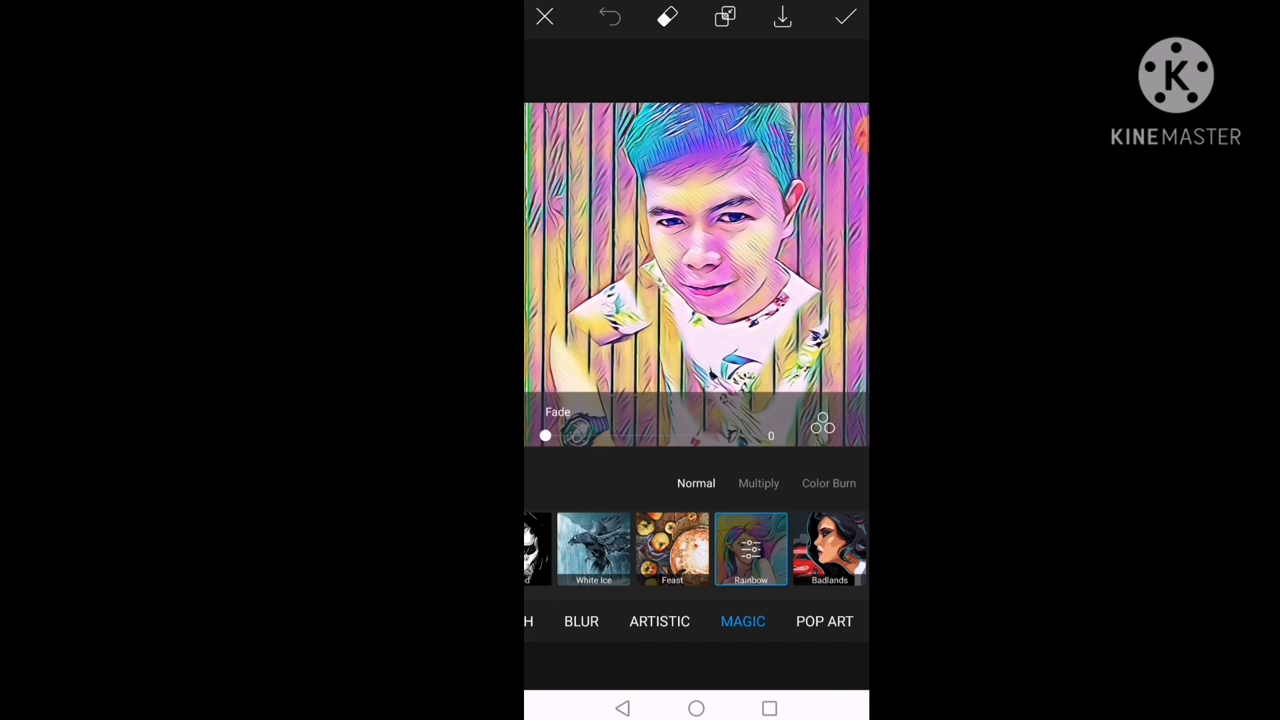 K
KINEMASTER
Fade
0
Normal Multiply Color Burn
d White Ice Feast Rainbow Badlands
H BLUR ARTISTIC MAGIC POP ART